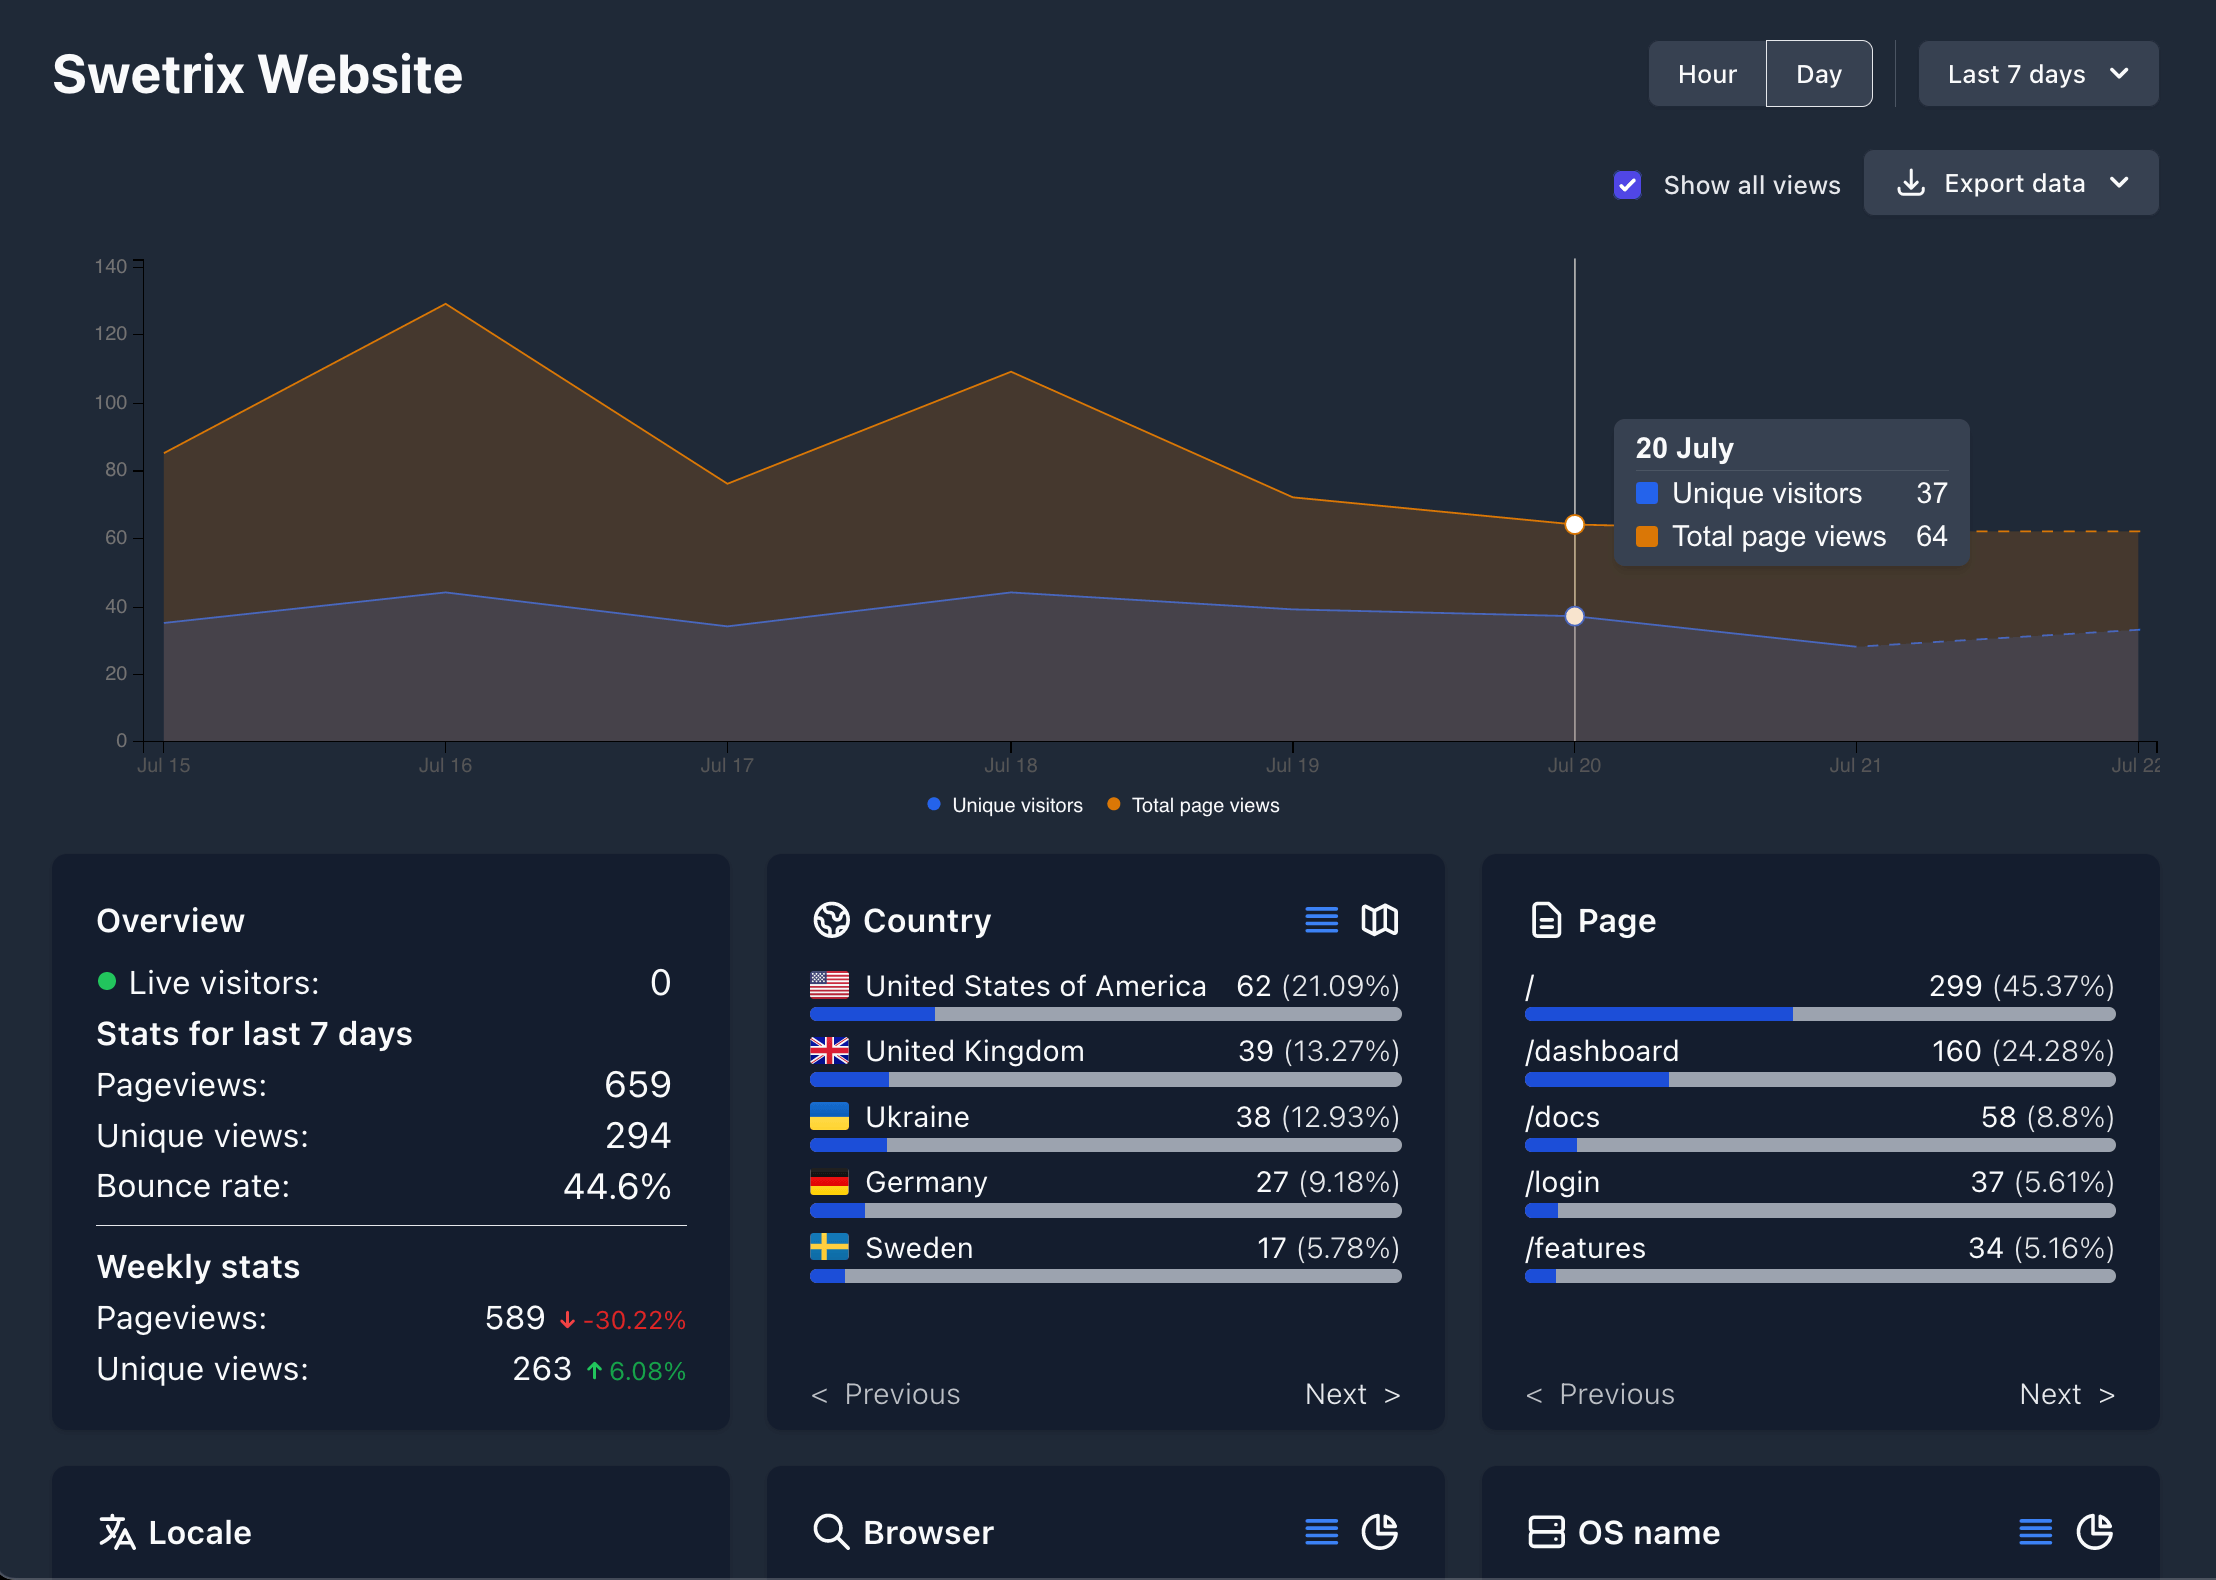 Swetrix Website
Hour Day Last 7 days
Show all views Export data
140
120
100
80
60
40
20
0
20 July
Unique visitors 37
Total page views 64
Jul 15 Jul 16 Jul 17 Jul 18 Jul 19 Jul 20 Jul 21 Jul 22
Unique visitors Total page views
Overview
Live visitors: 0
Stats for last 7 days
Pageviews: 659
Unique views: 294
Bounce rate: 44.6%
Weekly stats
Pageviews: 589 -30.22%
Unique views: 263 6.08%
Country
United States of America 62 (21.09%)
United Kingdom 39 (13.27%)
Ukraine 38 (12.93%)
Germany 27 (9.18%)
Sweden 17 (5.78%)
< Previous Next >
Page
/ 299 (45.37%)
/dashboard 160 (24.28%)
/docs 58 (8.8%)
/login 37 (5.61%)
/features 34 (5.16%)
< Previous Next >
Locale
Browser
OS name